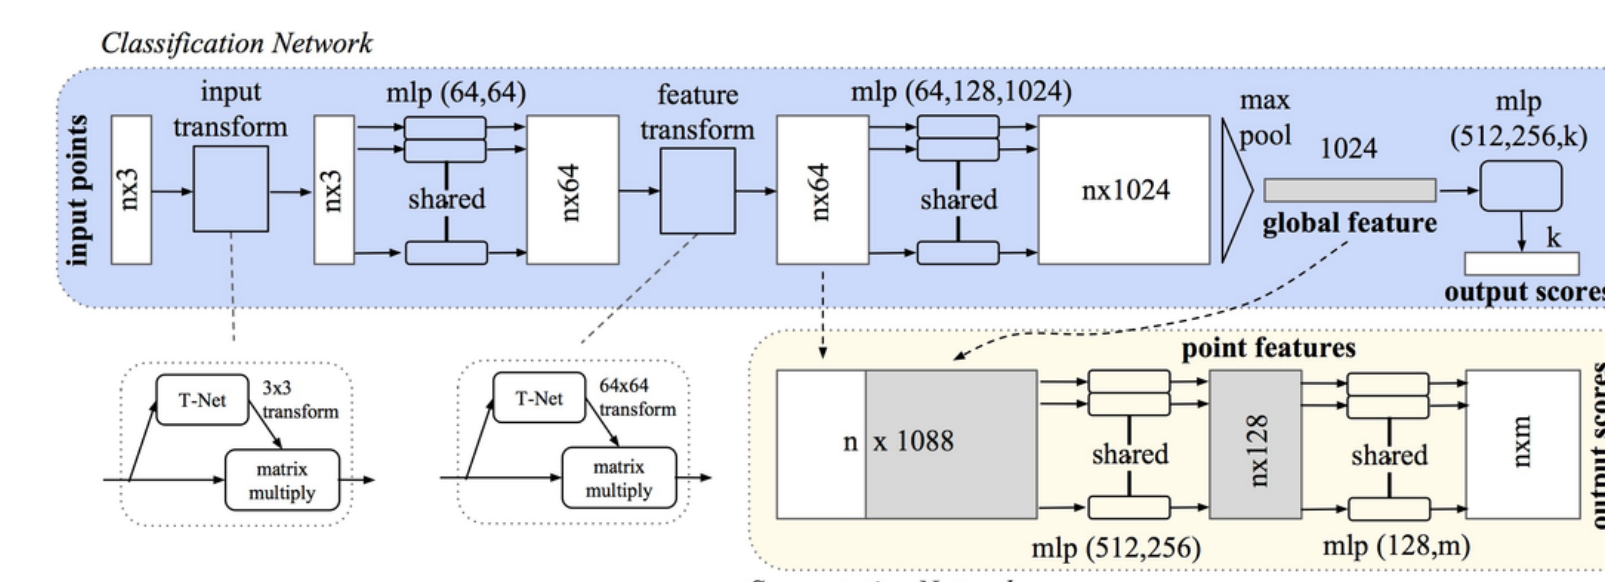 Classification Network
input points
nx3
input
transform
nx3
mlp (64,64)
shared
nx64
feature
transform
nx64
mlp (64,128,1024)
shared
nx1024
max
pool
1024
global feature
mlp
(512,256,k)
k
output scores
T-Net
3x3
transform
matrix
multiply
T-Net
64x64
transform
matrix
multiply
point features
n x 1088
shared
mlp (512,256)
nx128
shared
mlp (128,m)
nxm
output scores